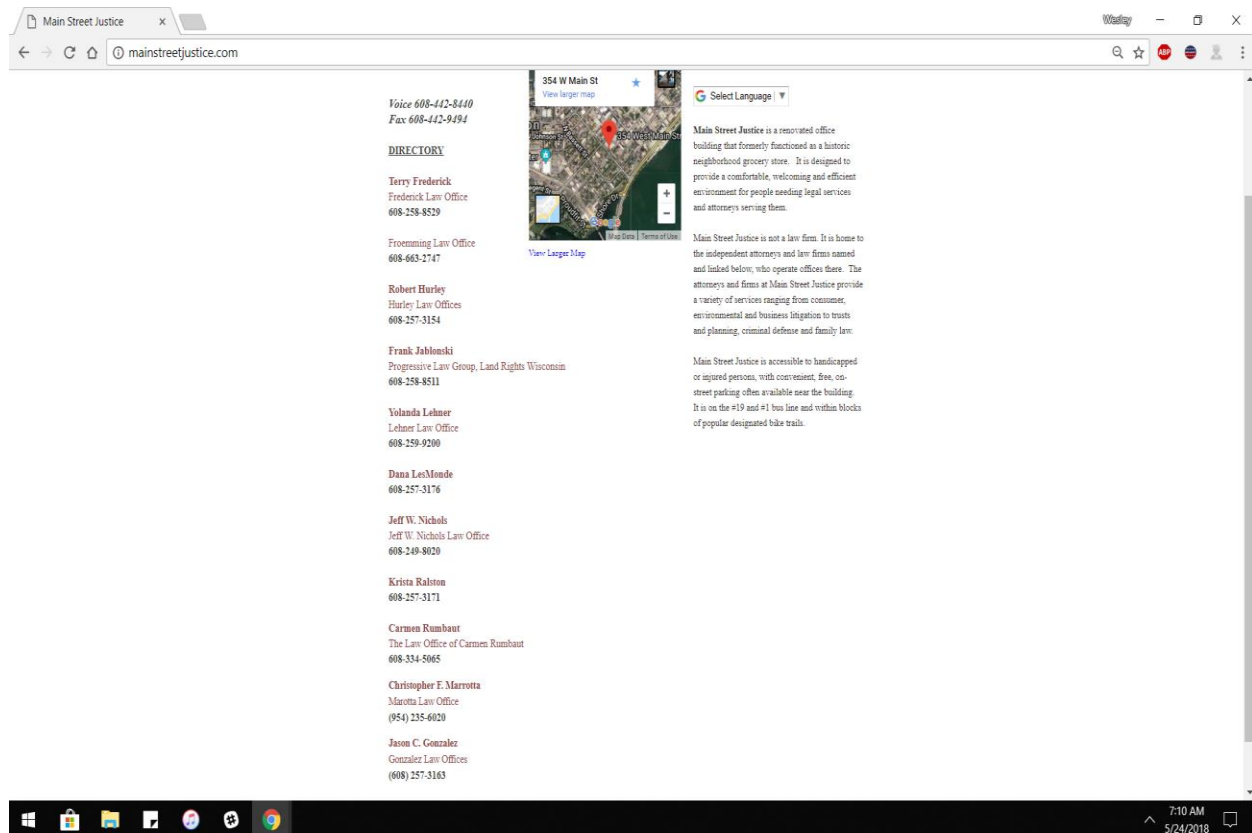 Main Street Justice
Wesley
mainstreetjustice.com
ABP
Voice 608-442-8440
Fax 608-442-9494
DIRECTORY
Terry Frederick
Frederick Law Office
608-258-8529
Froemming Law Office
608-663-2747
Robert Hurley
Hurley Law Offices
608-257-3154
Frank Jablonski
Progressive Law Group, Land Rights Wisconsin
608-258-8511
Yolanda Lehner
Lehner Law Office
608-259-9200
Dana LesMonde
608-257-3176
Jeff W. Nichols
Jeff W. Nichols Law Office
608-249-8020
Krista Ralston
608-257-3171
Carmen Rumbaut
The Law Office of Carmen Rumbaut
608-334-5065
Christopher F. Marrotta
Marotta Law Office
(954) 235-6020
Jason C. Gonzalez
Gonzalez Law Offices
(608) 257-3163
354 W Main St
View larger map
354 West Main St
Google
Map Data
Terms of Use
View Larger Map
Select Language
Main Street Justice is a renovated office
building that formerly functioned as a historic
neighborhood grocery store. It is designed to
provide a comfortable, welcoming and efficient
environment for people needing legal services
and attorneys serving them.
Main Street Justice is not a law firm. It is home to
the independent attorneys and law firms named
and linked below, who operate offices there. The
attorneys and firms at Main Street Justice provide
a variety of services ranging from consumer,
environmental and business litigation to trusts
and planning, criminal defense and family law.
Main Street Justice is accessible to handicapped
or injured persons, with convenient, free, on-
street parking often available near the building.
It is on the #19 and #1 bus line and within blocks
of popular designated bike trails.
7:10 AM
5/24/2018